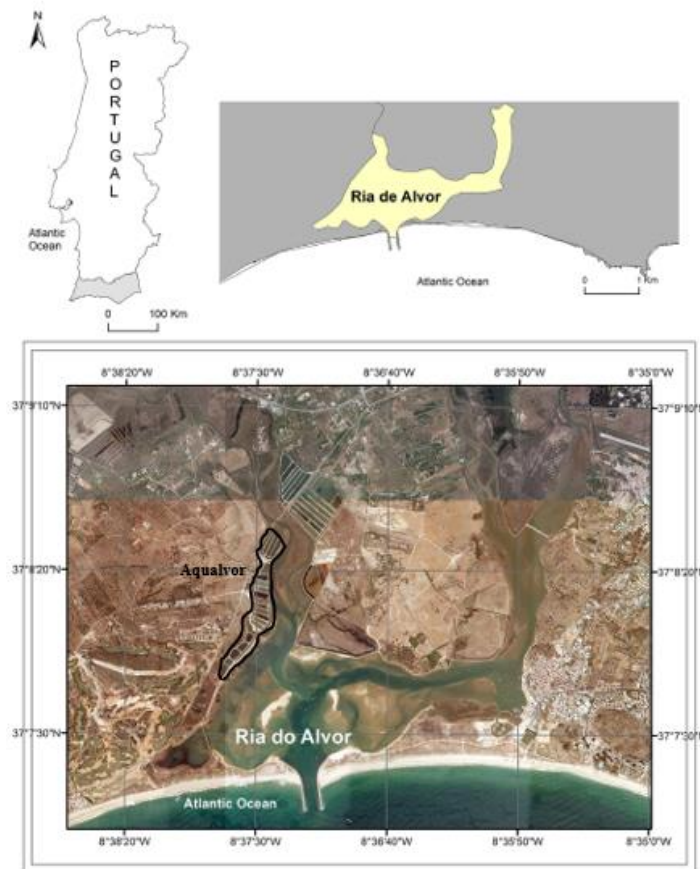 N
PORTUGAL
Atlantic
Ocean
0 100 Km
Ria de Alvor
Atlantic Ocean
0 1 Km
8°38'20"W 8°37'30"W 8°36'40"W 8°35'50"W 8°35'0"W
37°9'10"N 37°9'10"N
Aqualvor
37°8'20"N 37°8'20"N
37°7'30"N 37°7'30"N
Ria do Alvor
Atlantic Ocean
8°38'20"W 8°37'30"W 8°36'40"W 8°35'50"W 8°35'0"W